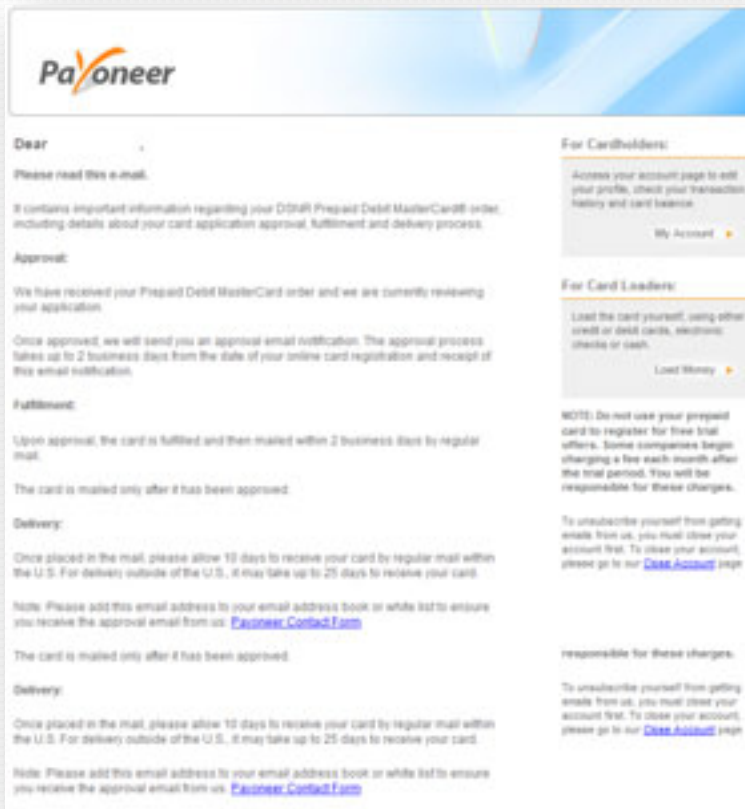 Payoneer
Dear ,
Please read this e-mail.
It contains important information regarding your DSNR Prepaid Debit MasterCard® order,
including details about your card application approval, fulfillment and delivery process.
Approval:
We have received your Prepaid Debit MasterCard order and we are currently reviewing
your application.
Once approved, we will send you an approval email notification. The approval process
takes up to 2 business days from the date of your online card registration and receipt of
this email notification.
Fulfillment:
Upon approval, the card is fulfilled and then mailed within 2 business days by regular
mail.
The card is mailed only after it has been approved.
Delivery:
Once placed in the mail, please allow 10 days to receive your card by regular mail within
the U.S. For delivery outside of the U.S., it may take up to 25 days to receive your card.
Note: Please add this email address to your email address book or white list to ensure
you receive the approval email from us: Payoneer Contact Form
The card is mailed only after it has been approved.
Delivery:
Once placed in the mail, please allow 10 days to receive your card by regular mail within
the U.S. For delivery outside of the U.S., it may take up to 25 days to receive your card.
Note: Please add this email address to your email address book or white list to ensure
you receive the approval email from us: Payoneer Contact Form
For Cardholders:
Access your account page to edit
your profile, check your transaction
history and card balance.
My Account
For Card Loaders:
Load the card yourself, using either
credit or debit cards, electronic
checks or cash.
Load Money
NOTE: Do not use your prepaid
card to register for free trial
offers. Some companies begin
charging a fee each month after
the trial period. You will be
responsible for these charges.
To unsubscribe yourself from getting
emails from us, you must close your
account first. To close your account,
please go to our Close Account page
responsible for these charges.
To unsubscribe yourself from getting
emails from us, you must close your
account first. To close your account,
please go to our Close Account page